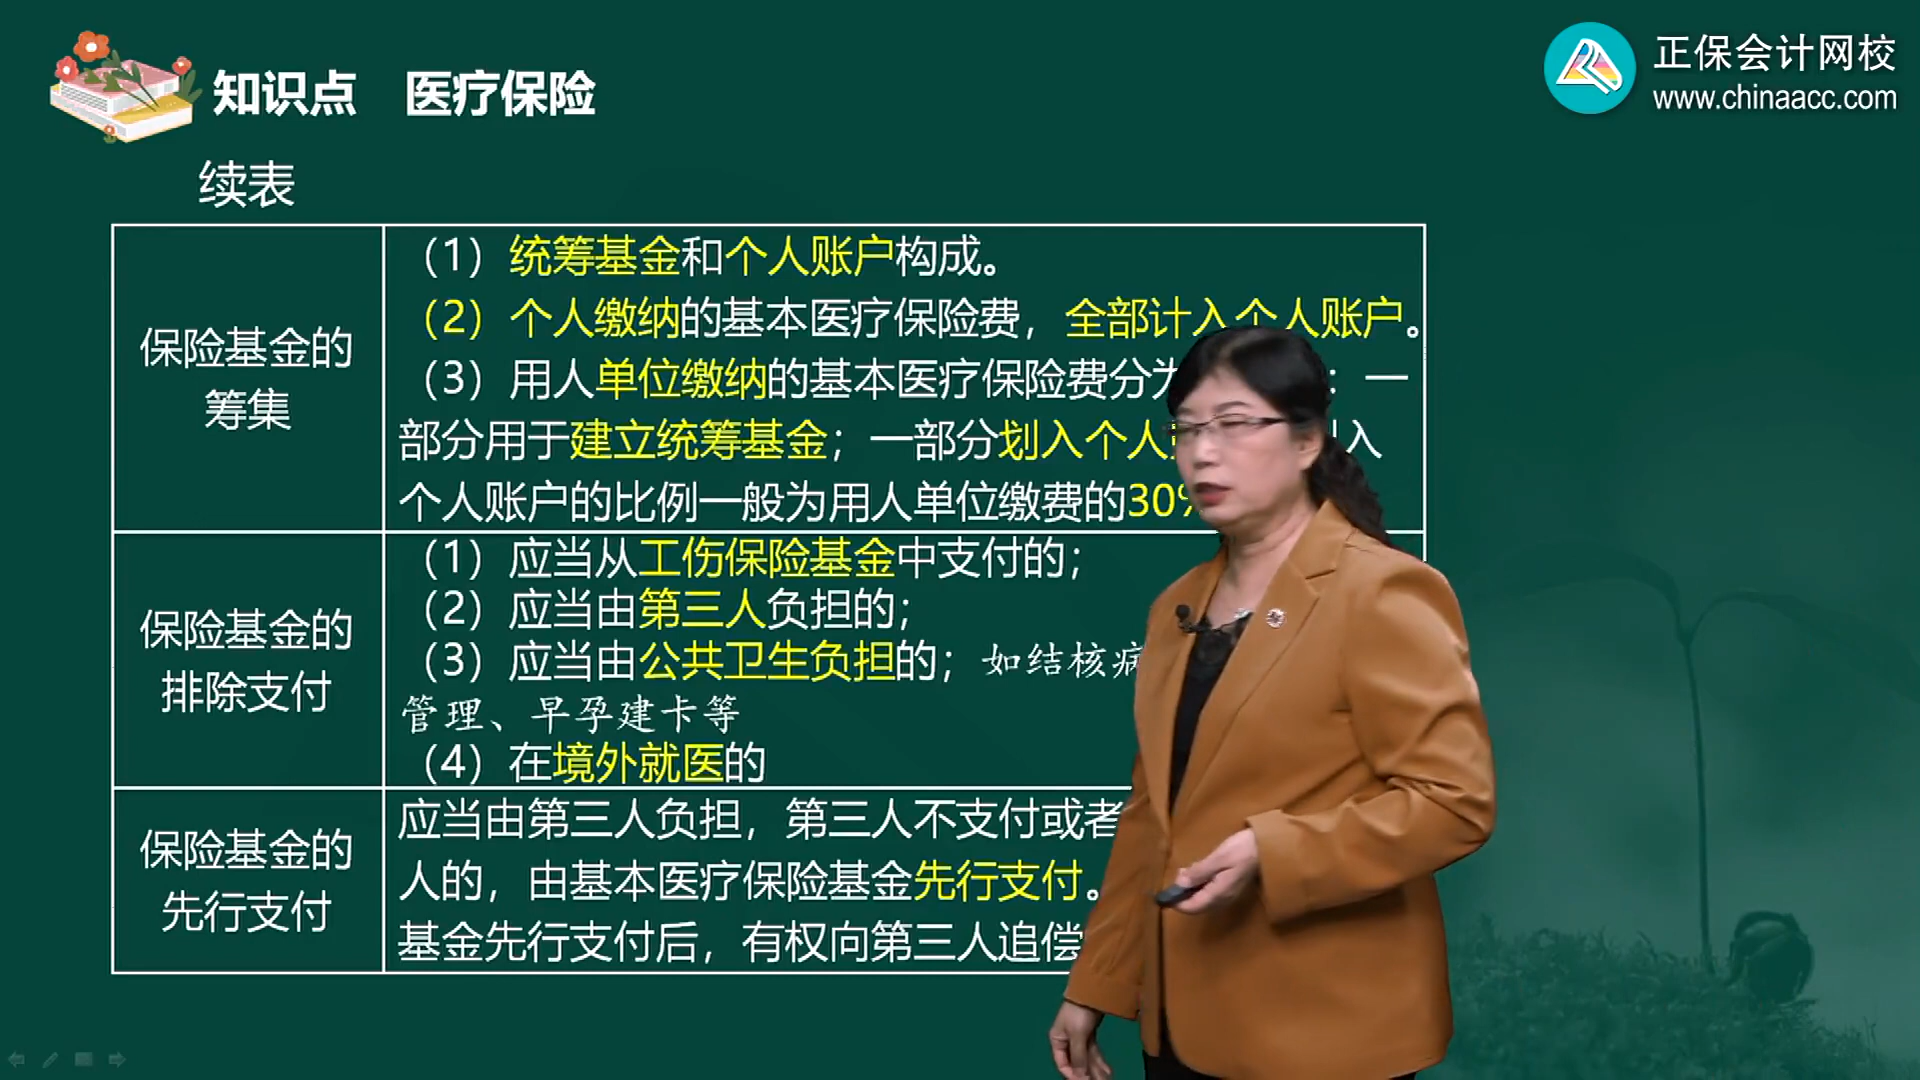 知识点 医疗保险
正保会计网校
www.chinaacc.com
续表
保险基金的
筹集
（1）统筹基金和个人账户构成。
（2）个人缴纳的基本医疗保险费，全部计入个人账户。
（3）用人单位缴纳的基本医疗保险费分为 ：一
部分用于建立统筹基金；一部分划入个人 入
个人账户的比例一般为用人单位缴费的30%
保险基金的
排除支付
（1）应当从工伤保险基金中支付的；
（2）应当由第三人负担的；
（3）应当由公共卫生负担的；如结核病
管理、早孕建卡等
（4）在境外就医的
保险基金的
先行支付
应当由第三人负担，第三人不支付或者
人的，由基本医疗保险基金先行支付。
基金先行支付后，有权向第三人追偿